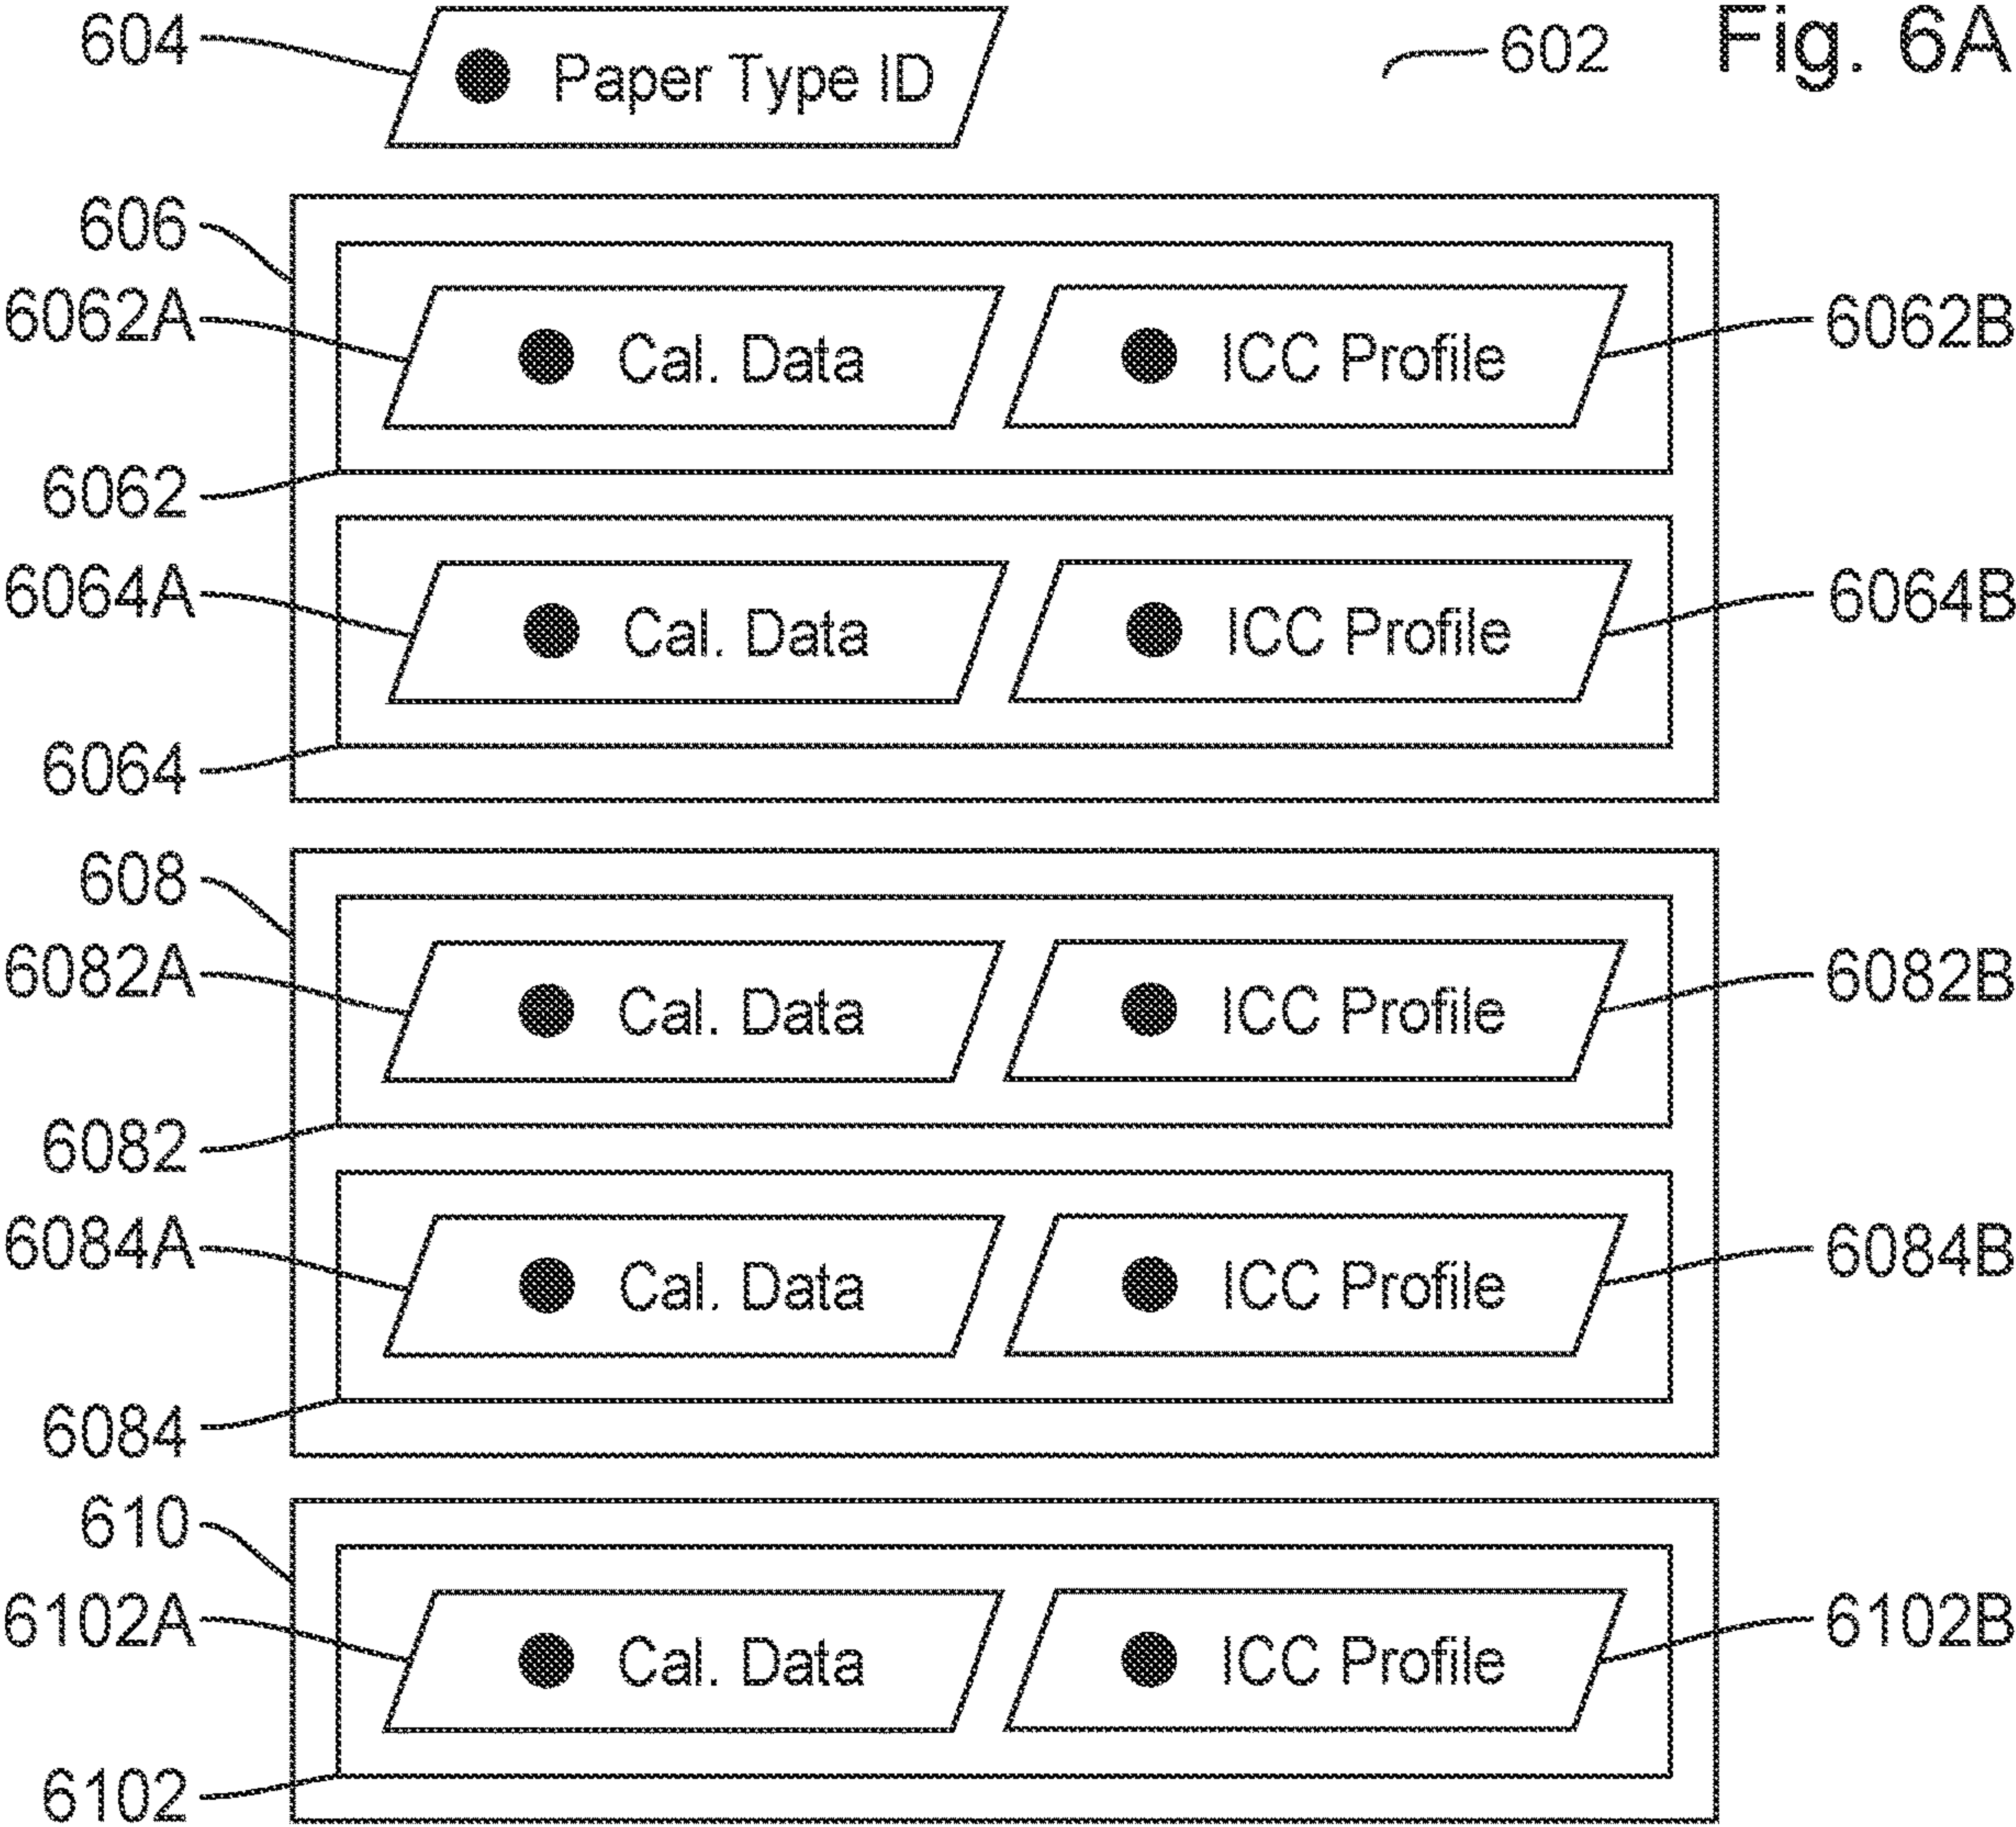 604 Paper Type ID 602 Fig. 6A
606
6062A Cal. Data ICC Profile 6062B
6062
6064A Cal. Data ICC Profile 6064B
6064
608
6082A Cal. Data ICC Profile 6082B
6082
6084A Cal. Data ICC Profile 6084B
6084
610
6102A Cal. Data ICC Profile 6102B
6102